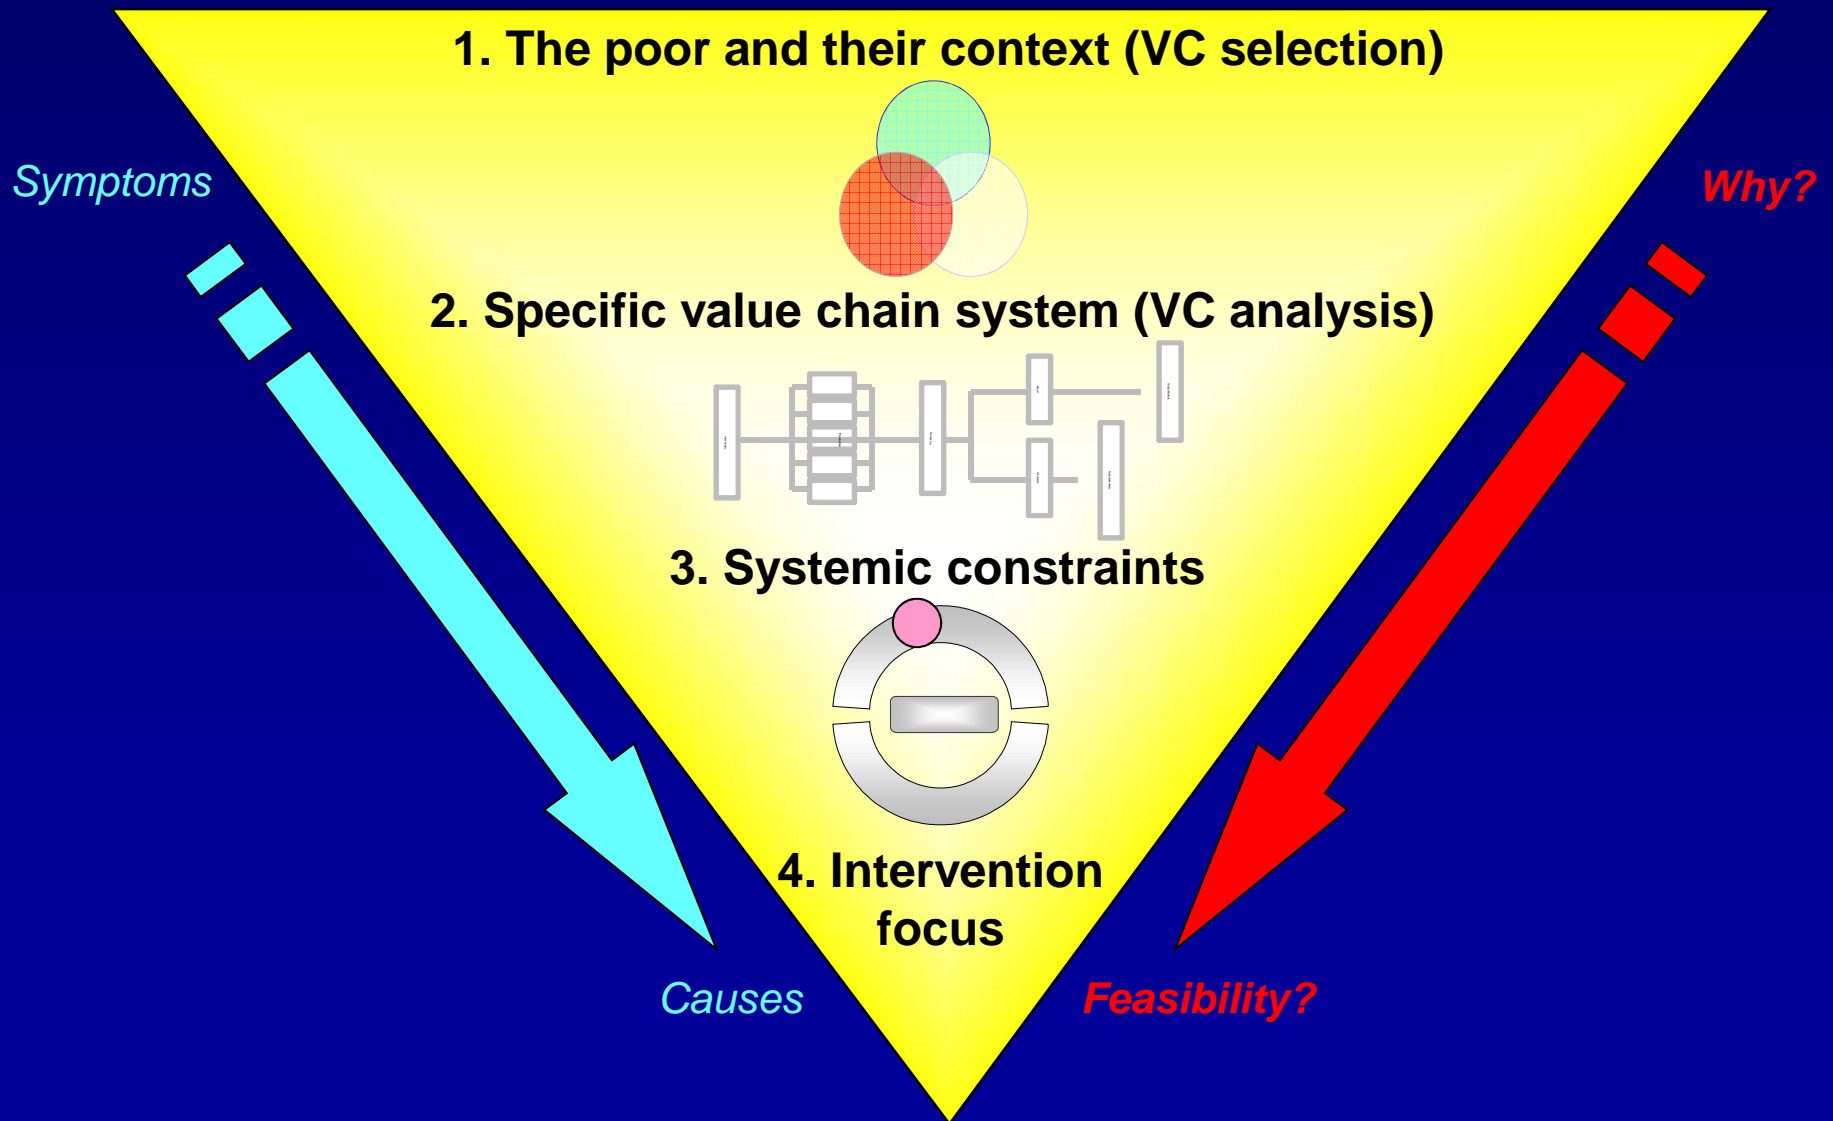 1. The poor and their context (VC selection)
Symptoms
Why?
2. Specific value chain system (VC analysis)
3. Systemic constraints
4. Intervention
focus
Causes
Feasibility?